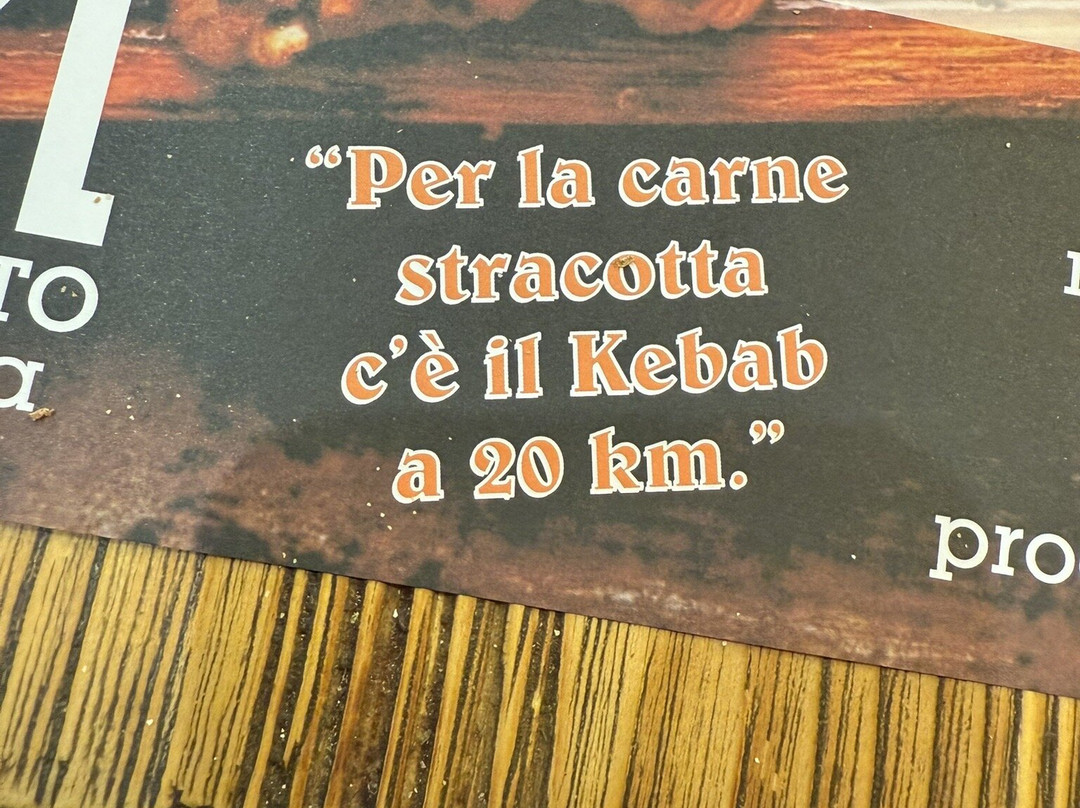 “Per la carne
stracotta
c’è il Kebab
a 20 km.”
TO
a
pro